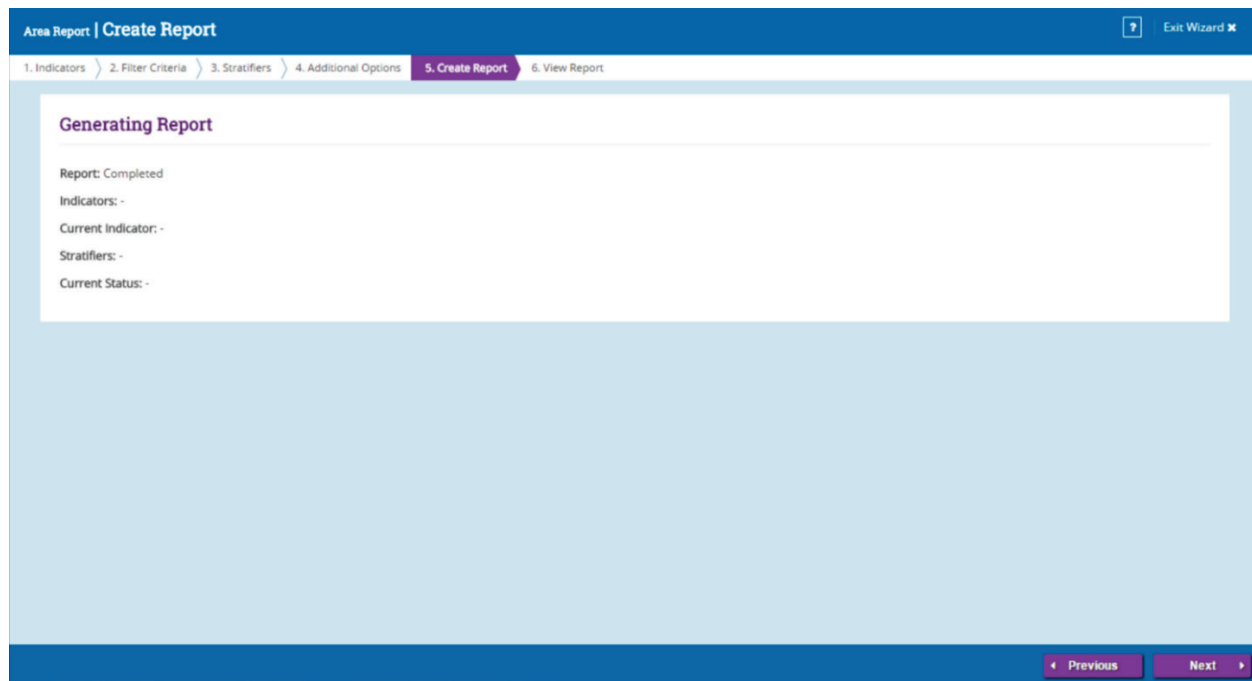 Area Report | Create Report
? Exit Wizard ✖
1. Indicators 2. Filter Criteria 3. Stratifiers 4. Additional Options 5. Create Report 6. View Report
Generating Report
Report: Completed
Indicators: -
Current Indicator: -
Stratifiers: -
Current Status: -
Previous Next